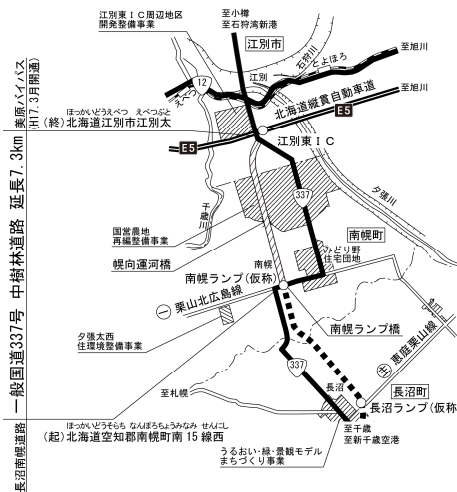 江別東ＩＣ周辺地区
開発整備事業
至小樽
至石狩湾新港
江別市
石狩川
とよほろ
至旭川
江別
12
えべつ
北海道縦貫自動車道
至旭川
E5
美原バイパス
(H17.3月開通)
ほっかいどうえべつ えべつぶと
(終)北海道江別市江別太
E5
江別東ＩＣ
337
夕張川
千歳川
国営農地
再編整備事業
幌向運河橋
南幌町
みどり野
住宅団地
南幌
南幌ランプ(仮称)
一
栗山北広島線
南幌ランプ橋
夕張太西
住環境整備事業
一般国道337号 中樹林道路 延長7.3km
主
恵庭栗山線
337
長沼
長沼町
至札幌
長沼ランプ(仮称)
長沼南幌道路
ほっかいどうそらち なんぽろちょうみなみ せんにし
(起)北海道空知郡南幌町南15線西
至千歳
至新千歳空港
うるおい・緑・景観モデル
まちづくり事業